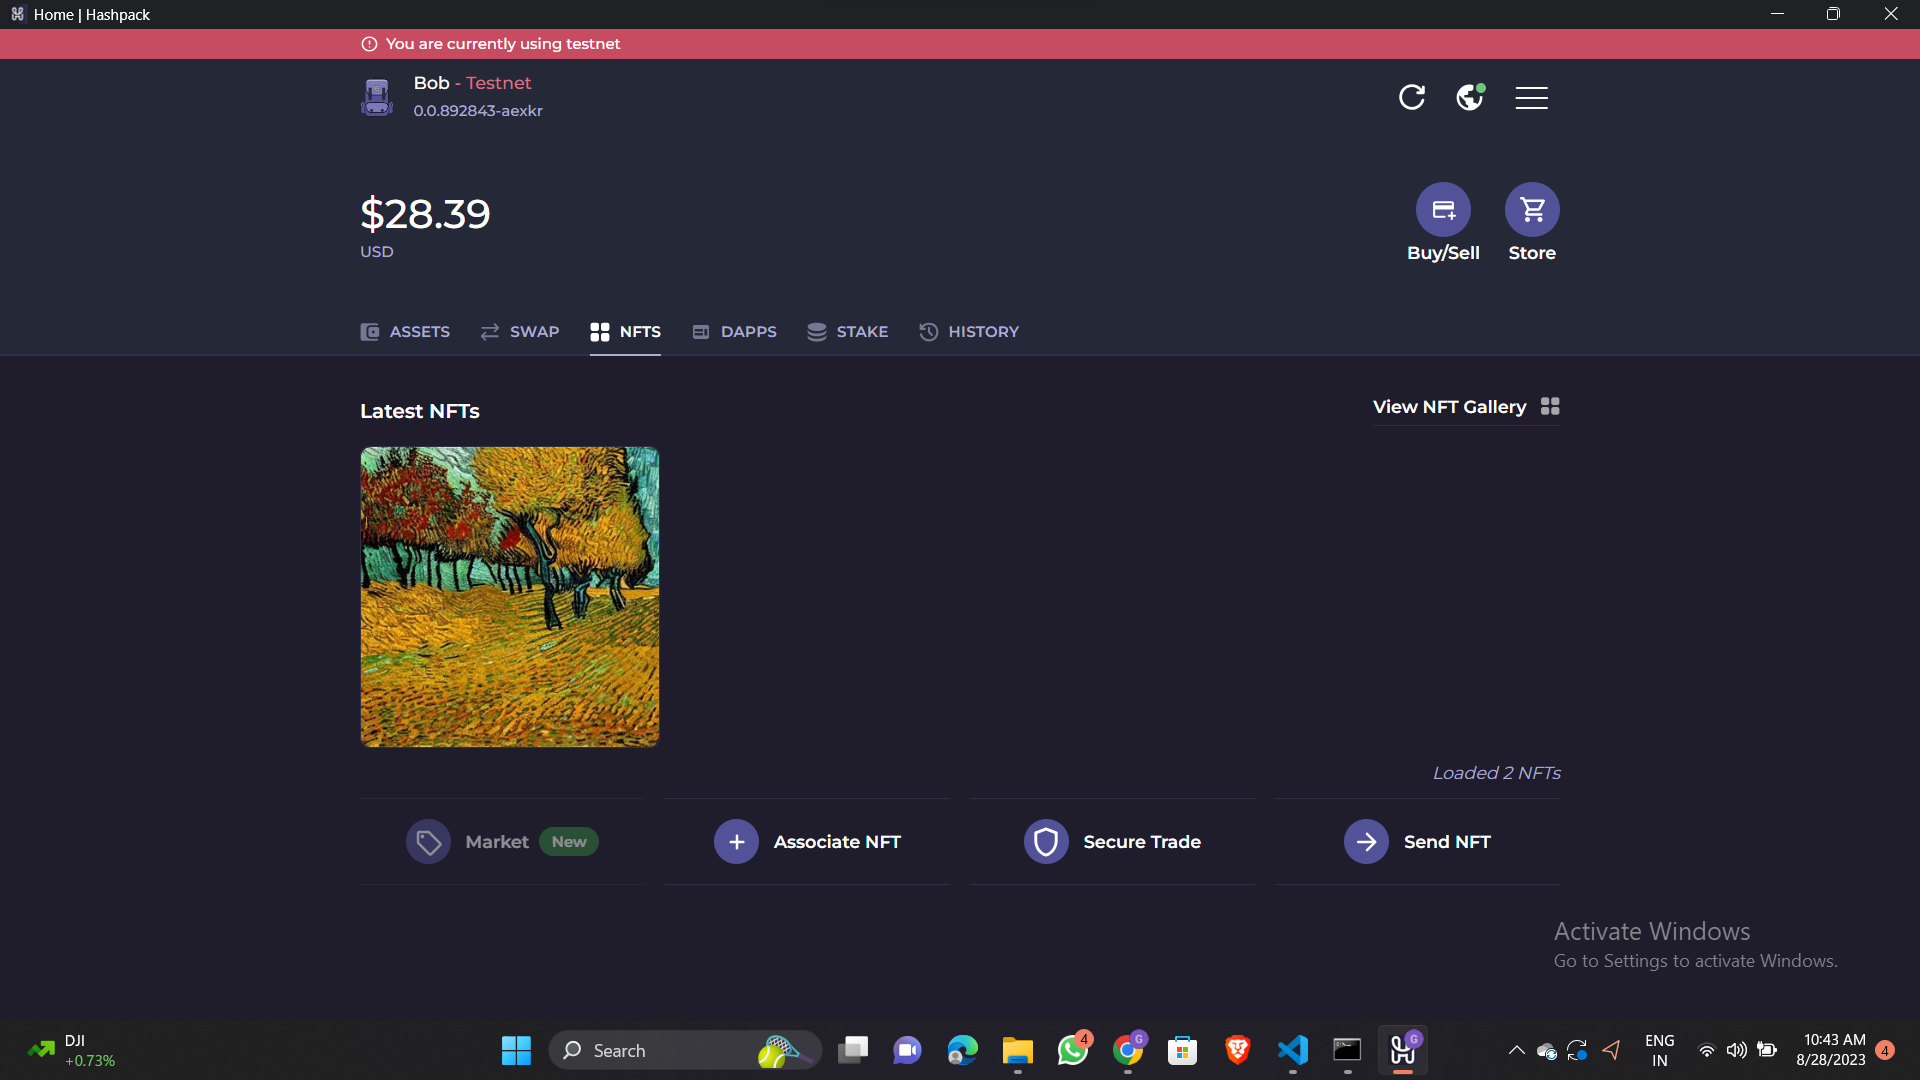 Home | Hashpack
You are currently using testnet
Bob - Testnet
0.0.892843-aexkr
$28.39
USD
Buy/Sell
Store
ASSETS
SWAP
NFTS
DAPPS
STAKE
HISTORY
Latest NFTs
View NFT Gallery
Loaded 2 NFTs
Market New
Associate NFT
Secure Trade
Send NFT
Activate Windows
Go to Settings to activate Windows.
DJI
+0.73%
Search
4
G
G
ENG
IN
10:43 AM
8/28/2023
4